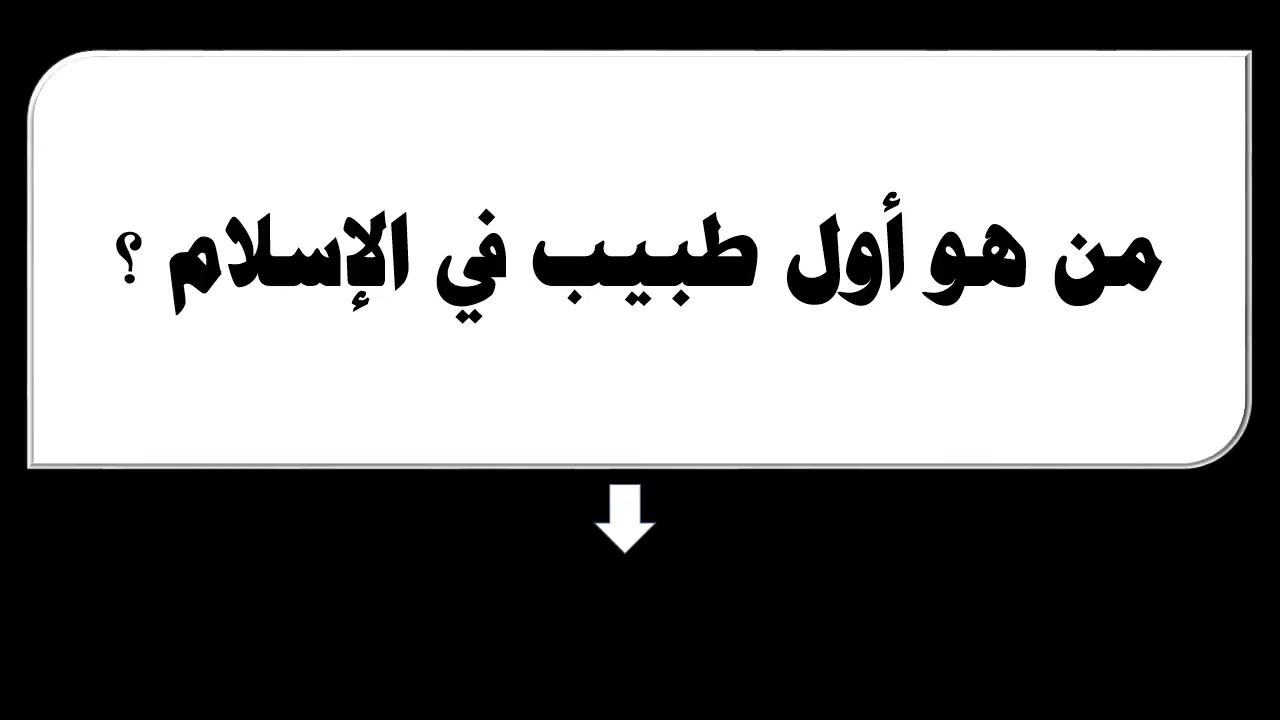 من هو أول طبيب في الإسلام ؟